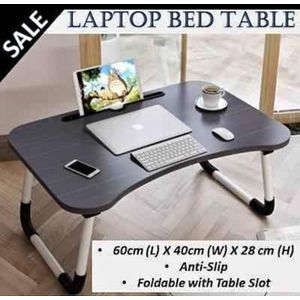 SALE
LAPTOP BED TABLE
• 60cm (L) X 40cm (W) X 28 cm (H)
• Anti-Slip
• Foldable with Table Slot